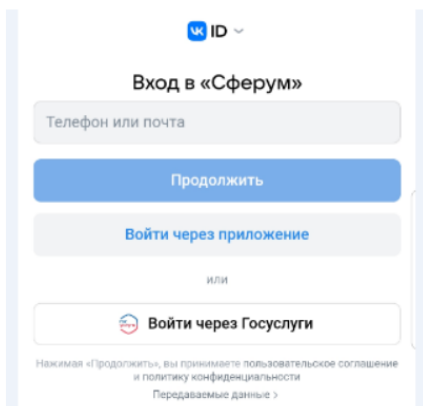 VK ID
Вход в «Сферум»
Телефон или почта
Продолжить
Войти через приложение
или
Войти через Госуслуги
Нажимая «Продолжить», вы принимаете пользовательское соглашение
и политику конфиденциальности
Передаваемые данные >